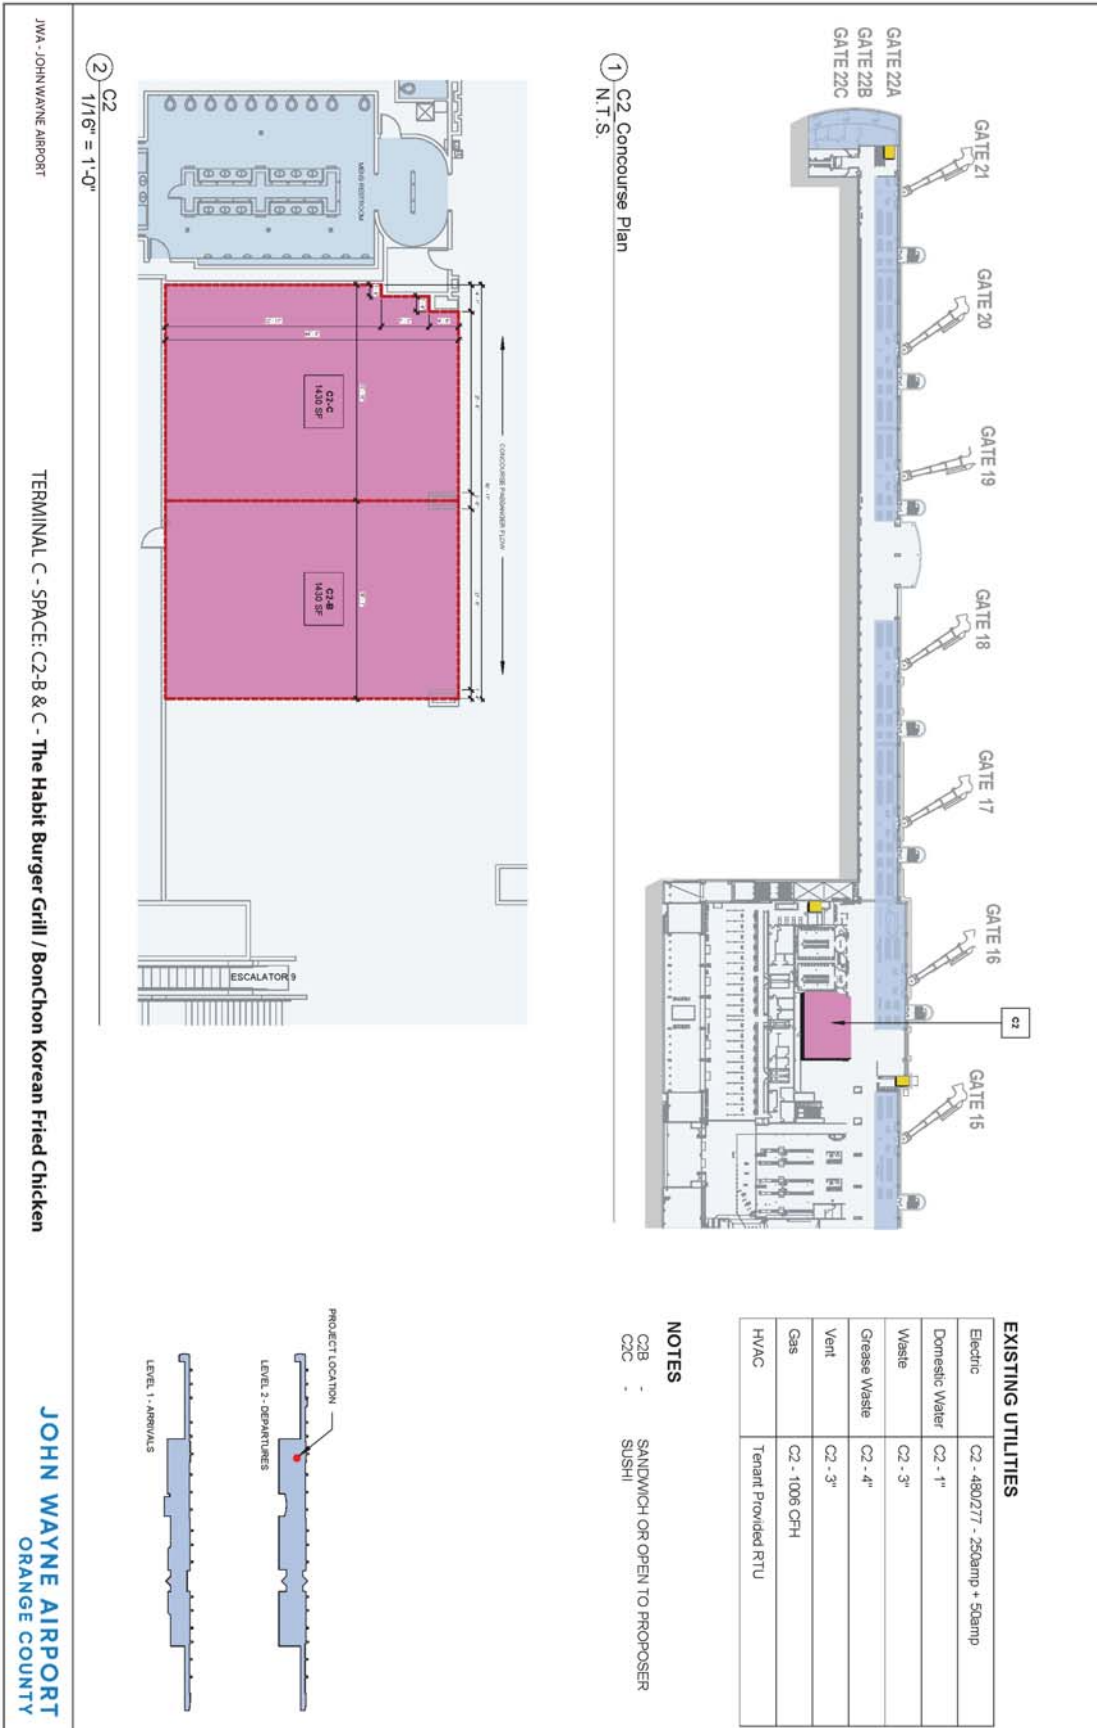 GATE 22A
GATE 22B
GATE 22C
GATE 21
GATE 20
GATE 19
GATE 18
GATE 17
GATE 16
GATE 15
C2
1
C2_Concourse Plan
N.T.S.
EXISTING UTILITIES
Electric C2 - 480/277 - 250amp + 50amp
Domestic Water C2 - 1"
Waste C2 - 3"
Grease Waste C2 - 4"
Vent C2 - 3"
Gas C2 - 1006 CFH
HVAC Tenant Provided RTU
NOTES
C2B - SANDWICH OR OPEN TO PROPOSER
C2C - SUSHI
MENS RESTROOM
CONCOURSE PASSENGER FLOW
C2-C
1430 SF
C2-B
1430 SF
ESCALATOR 9
2
C2
1/16" = 1'-0"
PROJECT LOCATION
LEVEL 2 - DEPARTURES
LEVEL 1 - ARRIVALS
JWA - JOHN WAYNE AIRPORT
TERMINAL C - SPACE: C2-B & C - The Habit Burger Grill / BonChon Korean Fried Chicken
JOHN WAYNE AIRPORT
ORANGE COUNTY